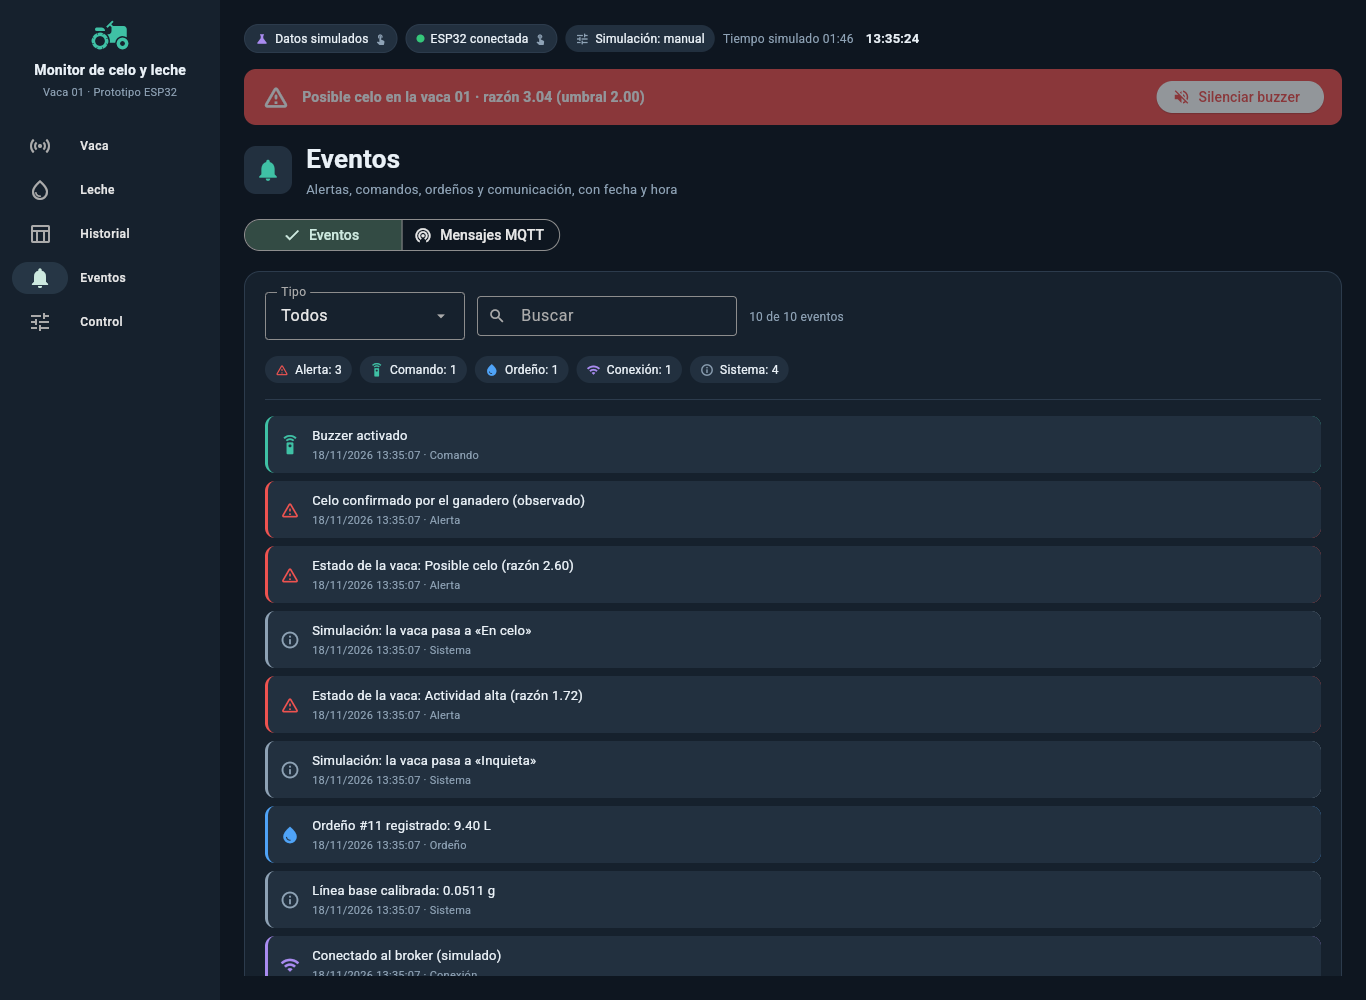 Monitor de celo y leche
Vaca 01 · Prototipo ESP32
Vaca
Leche
Historial
Eventos
Control
Datos simulados
ESP32 conectada
Simulación: manual
Tiempo simulado 01:46
13:35:24
Posible celo en la vaca 01 · razón 3.04 (umbral 2.00)
Silenciar buzzer
Eventos
Alertas, comandos, ordeños y comunicación, con fecha y hora
Eventos
Mensajes MQTT
Tipo
Todos
Buscar
10 de 10 eventos
Alerta: 3
Comando: 1
Ordeño: 1
Conexión: 1
Sistema: 4
Buzzer activado
18/11/2026 13:35:07 · Comando
Celo confirmado por el ganadero (observado)
18/11/2026 13:35:07 · Alerta
Estado de la vaca: Posible celo (razón 2.60)
18/11/2026 13:35:07 · Alerta
Simulación: la vaca pasa a «En celo»
18/11/2026 13:35:07 · Sistema
Estado de la vaca: Actividad alta (razón 1.72)
18/11/2026 13:35:07 · Alerta
Simulación: la vaca pasa a «Inquieta»
18/11/2026 13:35:07 · Sistema
Ordeño #11 registrado: 9.40 L
18/11/2026 13:35:07 · Ordeño
Línea base calibrada: 0.0511 g
18/11/2026 13:35:07 · Sistema
Conectado al broker (simulado)
18/11/2026 13:35:07 · Conexión